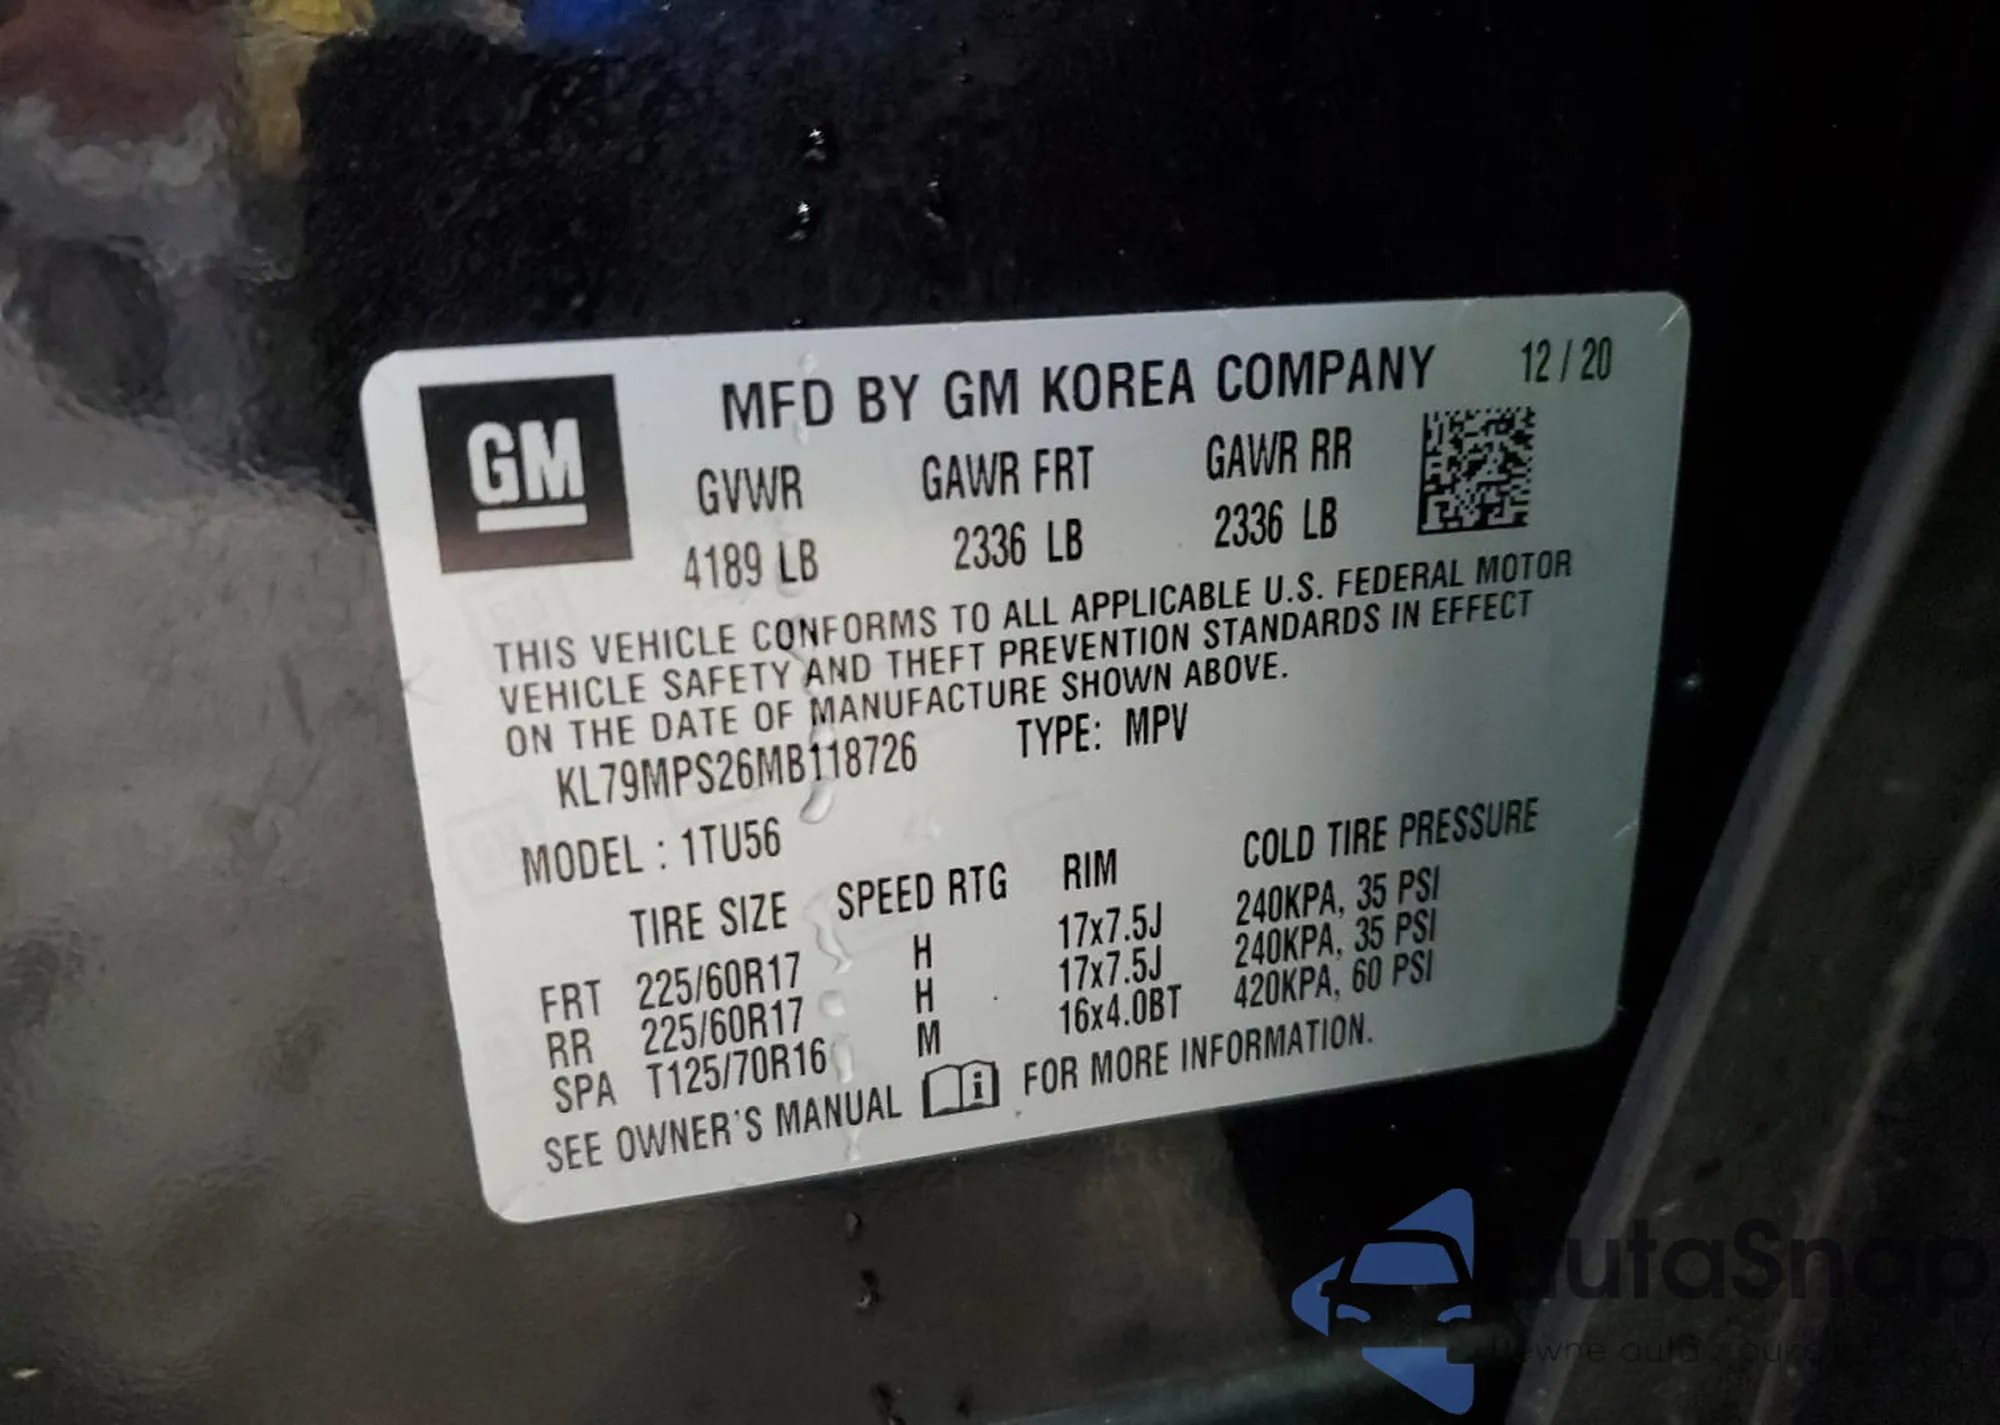 MFD BY GM KOREA COMPANY 12 / 20
GM
GVWR GAWR FRT GAWR RR
4189 LB 2336 LB 2336 LB
THIS VEHICLE CONFORMS TO ALL APPLICABLE U.S. FEDERAL MOTOR
VEHICLE SAFETY AND THEFT PREVENTION STANDARDS IN EFFECT
ON THE DATE OF MANUFACTURE SHOWN ABOVE.
KL79MPS26MB118726 TYPE: MPV
MODEL : 1TU56
TIRE SIZE SPEED RTG RIM COLD TIRE PRESSURE
FRT 225/60R17 H 17x7.5J 240KPA, 35 PSI
RR 225/60R17 H 17x7.5J 240KPA, 35 PSI
SPA T125/70R16 M 16x4.0BT 420KPA, 60 PSI
SEE OWNER'S MANUAL FOR MORE INFORMATION.